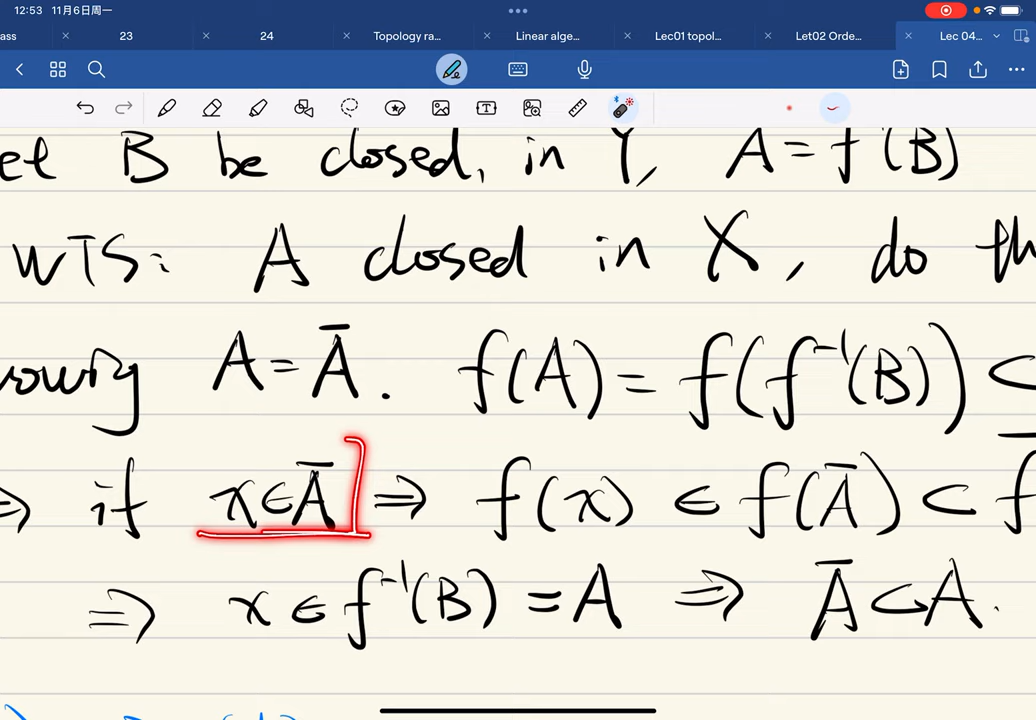 12:53 11月6日周一
ass 23 24 Topology ra... Linear alge... Lec01 topol... Let02 Orde... Lec 04...
et B be closed, in Y, A = f⁻¹(B)
WTS: A closed in X, do th
owing A = Ā. f(A) = f(f⁻¹(B)) ⊂
⇒ if x ∈ Ā ⇒ f(x) ∈ f(Ā) ⊂ f
⇒ x ∈ f⁻¹(B) = A ⇒ Ā ⊂ A.